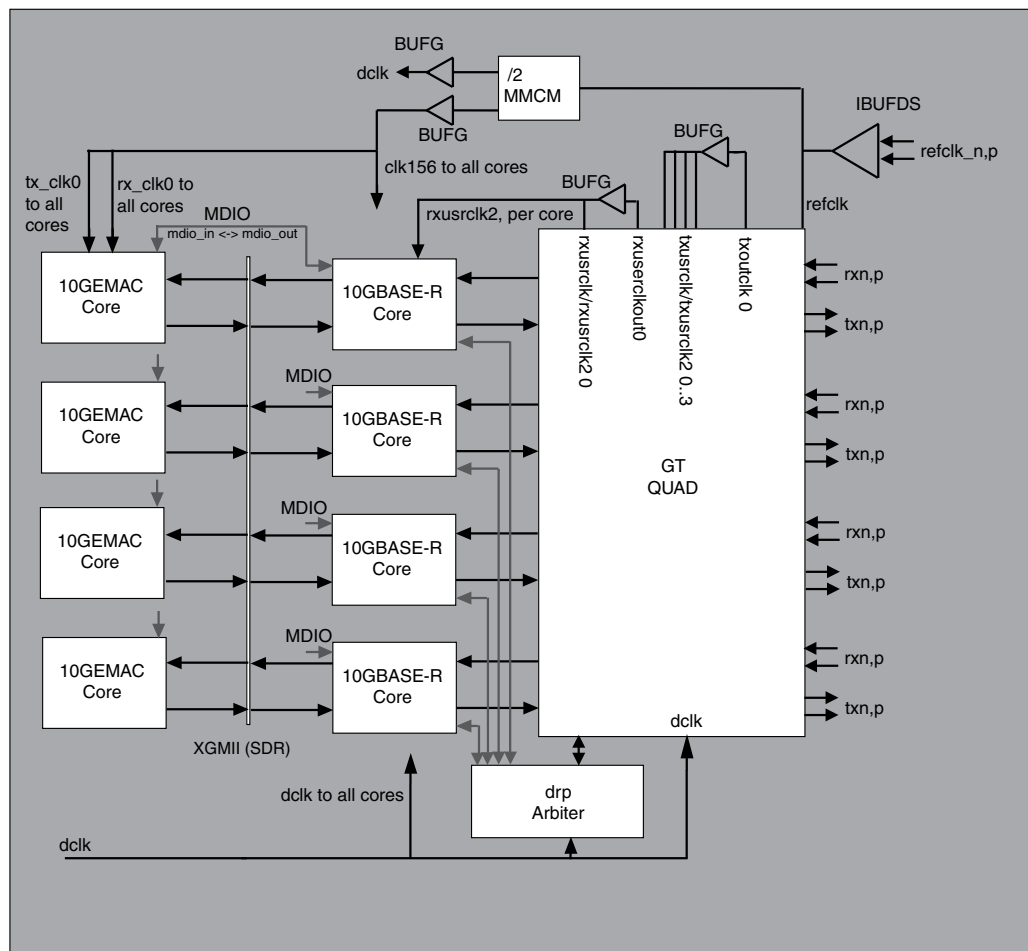 BUFG
dclk
/2
MMCM
BUFG
IBUFDS
refclk_n,p
BUFG
clk156 to all cores
tx_clk0
to all
cores
rx_clk0 to
all cores
BUFG
refclk
MDIO
rxusrclk2, per core
mdio_in <-> mdio_out
rxusrclk/rxusrclk2 0
rxuserclkout0
txusrclk/txusrclk2 0..3
txoutclk 0
10GEMAC
Core
10GBASE-R
Core
rxn,p
txn,p
MDIO
10GEMAC
Core
10GBASE-R
Core
rxn,p
txn,p
GT
QUAD
MDIO
10GEMAC
Core
10GBASE-R
Core
rxn,p
txn,p
MDIO
10GEMAC
Core
10GBASE-R
Core
rxn,p
txn,p
dclk
XGMII (SDR)
dclk to all cores
drp
Arbiter
dclk